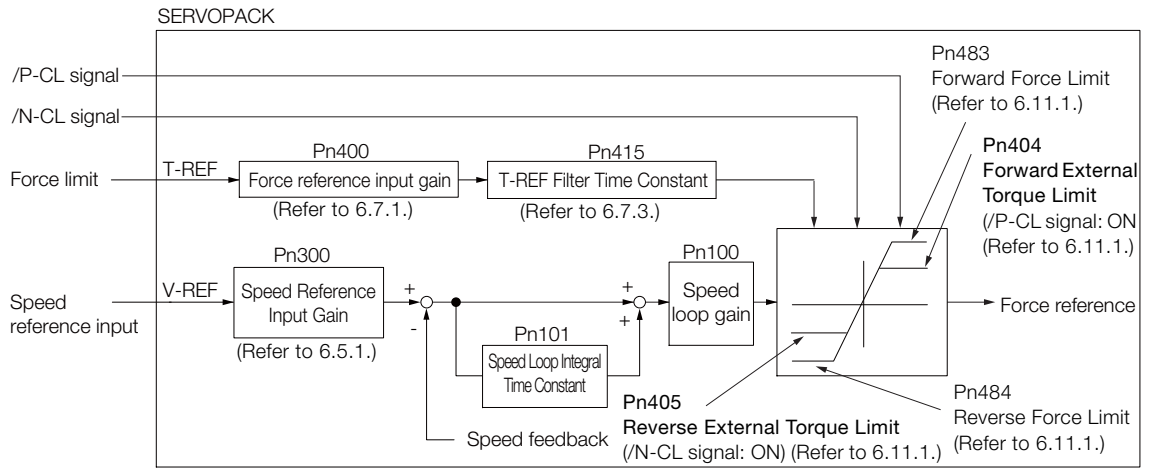 SERVOPACK
/P-CL signal
/N-CL signal
Force limit
T-REF
Pn400
Force reference input gain
(Refer to 6.7.1.)
Pn415
T-REF Filter Time Constant
(Refer to 6.7.3.)
Pn483
Forward Force Limit
(Refer to 6.11.1.)
Pn404
Forward External
Torque Limit
(/P-CL signal: ON
(Refer to 6.11.1.)
Speed
reference input
V-REF
Pn300
Speed Reference
Input Gain
(Refer to 6.5.1.)
+
-
Pn101
Speed Loop Integral
Time Constant
+
+
Pn100
Speed
loop gain
Force reference
Speed feedback
Pn405
Reverse External Torque Limit
(/N-CL signal: ON) (Refer to 6.11.1.)
Pn484
Reverse Force Limit
(Refer to 6.11.1.)